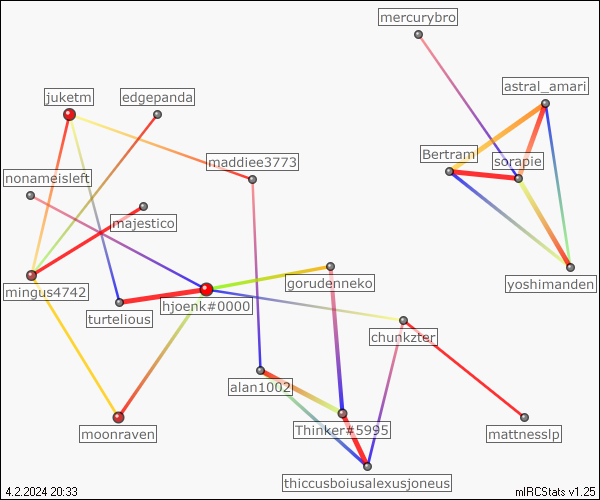 mercurybro
astral_amari
juketm
edgepanda
Bertram
sorapie
maddiee3773
nonameisleft
majestico
yoshimanden
gorudenneko
mingus4742
hjoenk#0000
turtelious
chunkzter
alan1002
Thinker#5995
moonraven
mattnesslp
thiccusboiusalexusjoneus
4.2.2024 20:33
mIRCStats v1.25